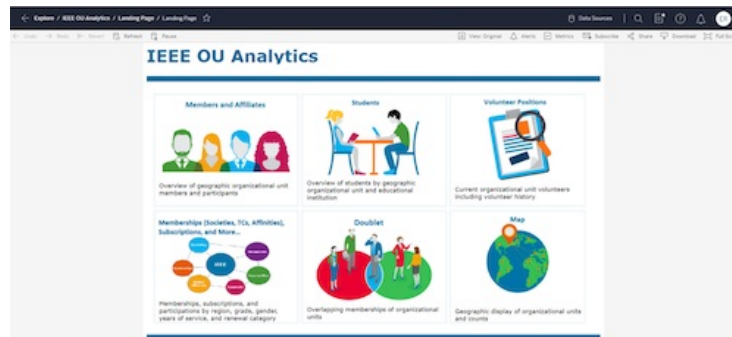 Explore / IEEE OU Analytics / Landing Page / Landing Page
Data Sources
Undo Redo Revert Refresh Pause
View Original Alerts Metrics Subscribe Share Download
IEEE OU Analytics
Members and Affiliates
Overview of geographic organizational unit
members and participants
Students
Overview of students by geographic
organizational unit and educational
institution
Volunteer Positions
Current organizational unit volunteers
including volunteer history
Memberships (Societies, TCs, Affinities),
Subscriptions, and More...
IEEE
Memberships, subscriptions, and
participations by region, grade, gender,
years of service, and renewal category
Doublet
Overlapping memberships of organizational
units
Map
Geographic display of organizational units
and counts